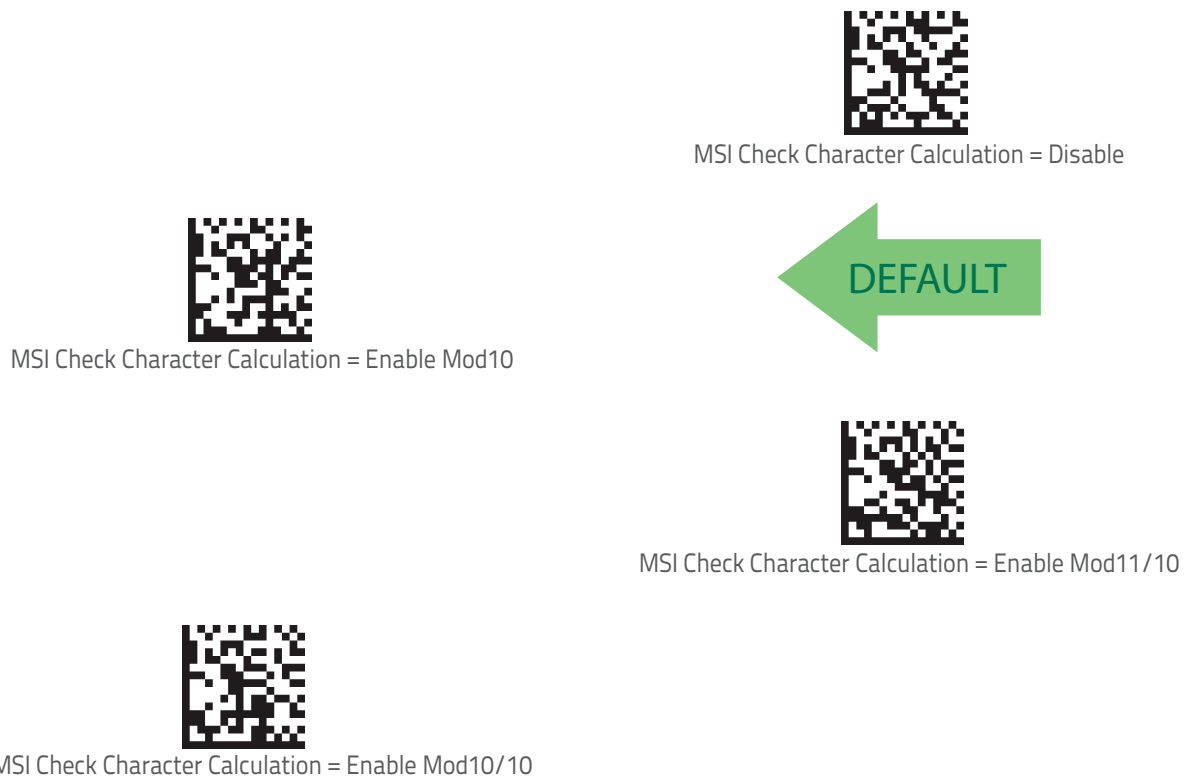 MSI Check Character Calculation = Disable
DEFAULT
MSI Check Character Calculation = Enable Mod10
MSI Check Character Calculation = Enable Mod11/10
MSI Check Character Calculation = Enable Mod10/10